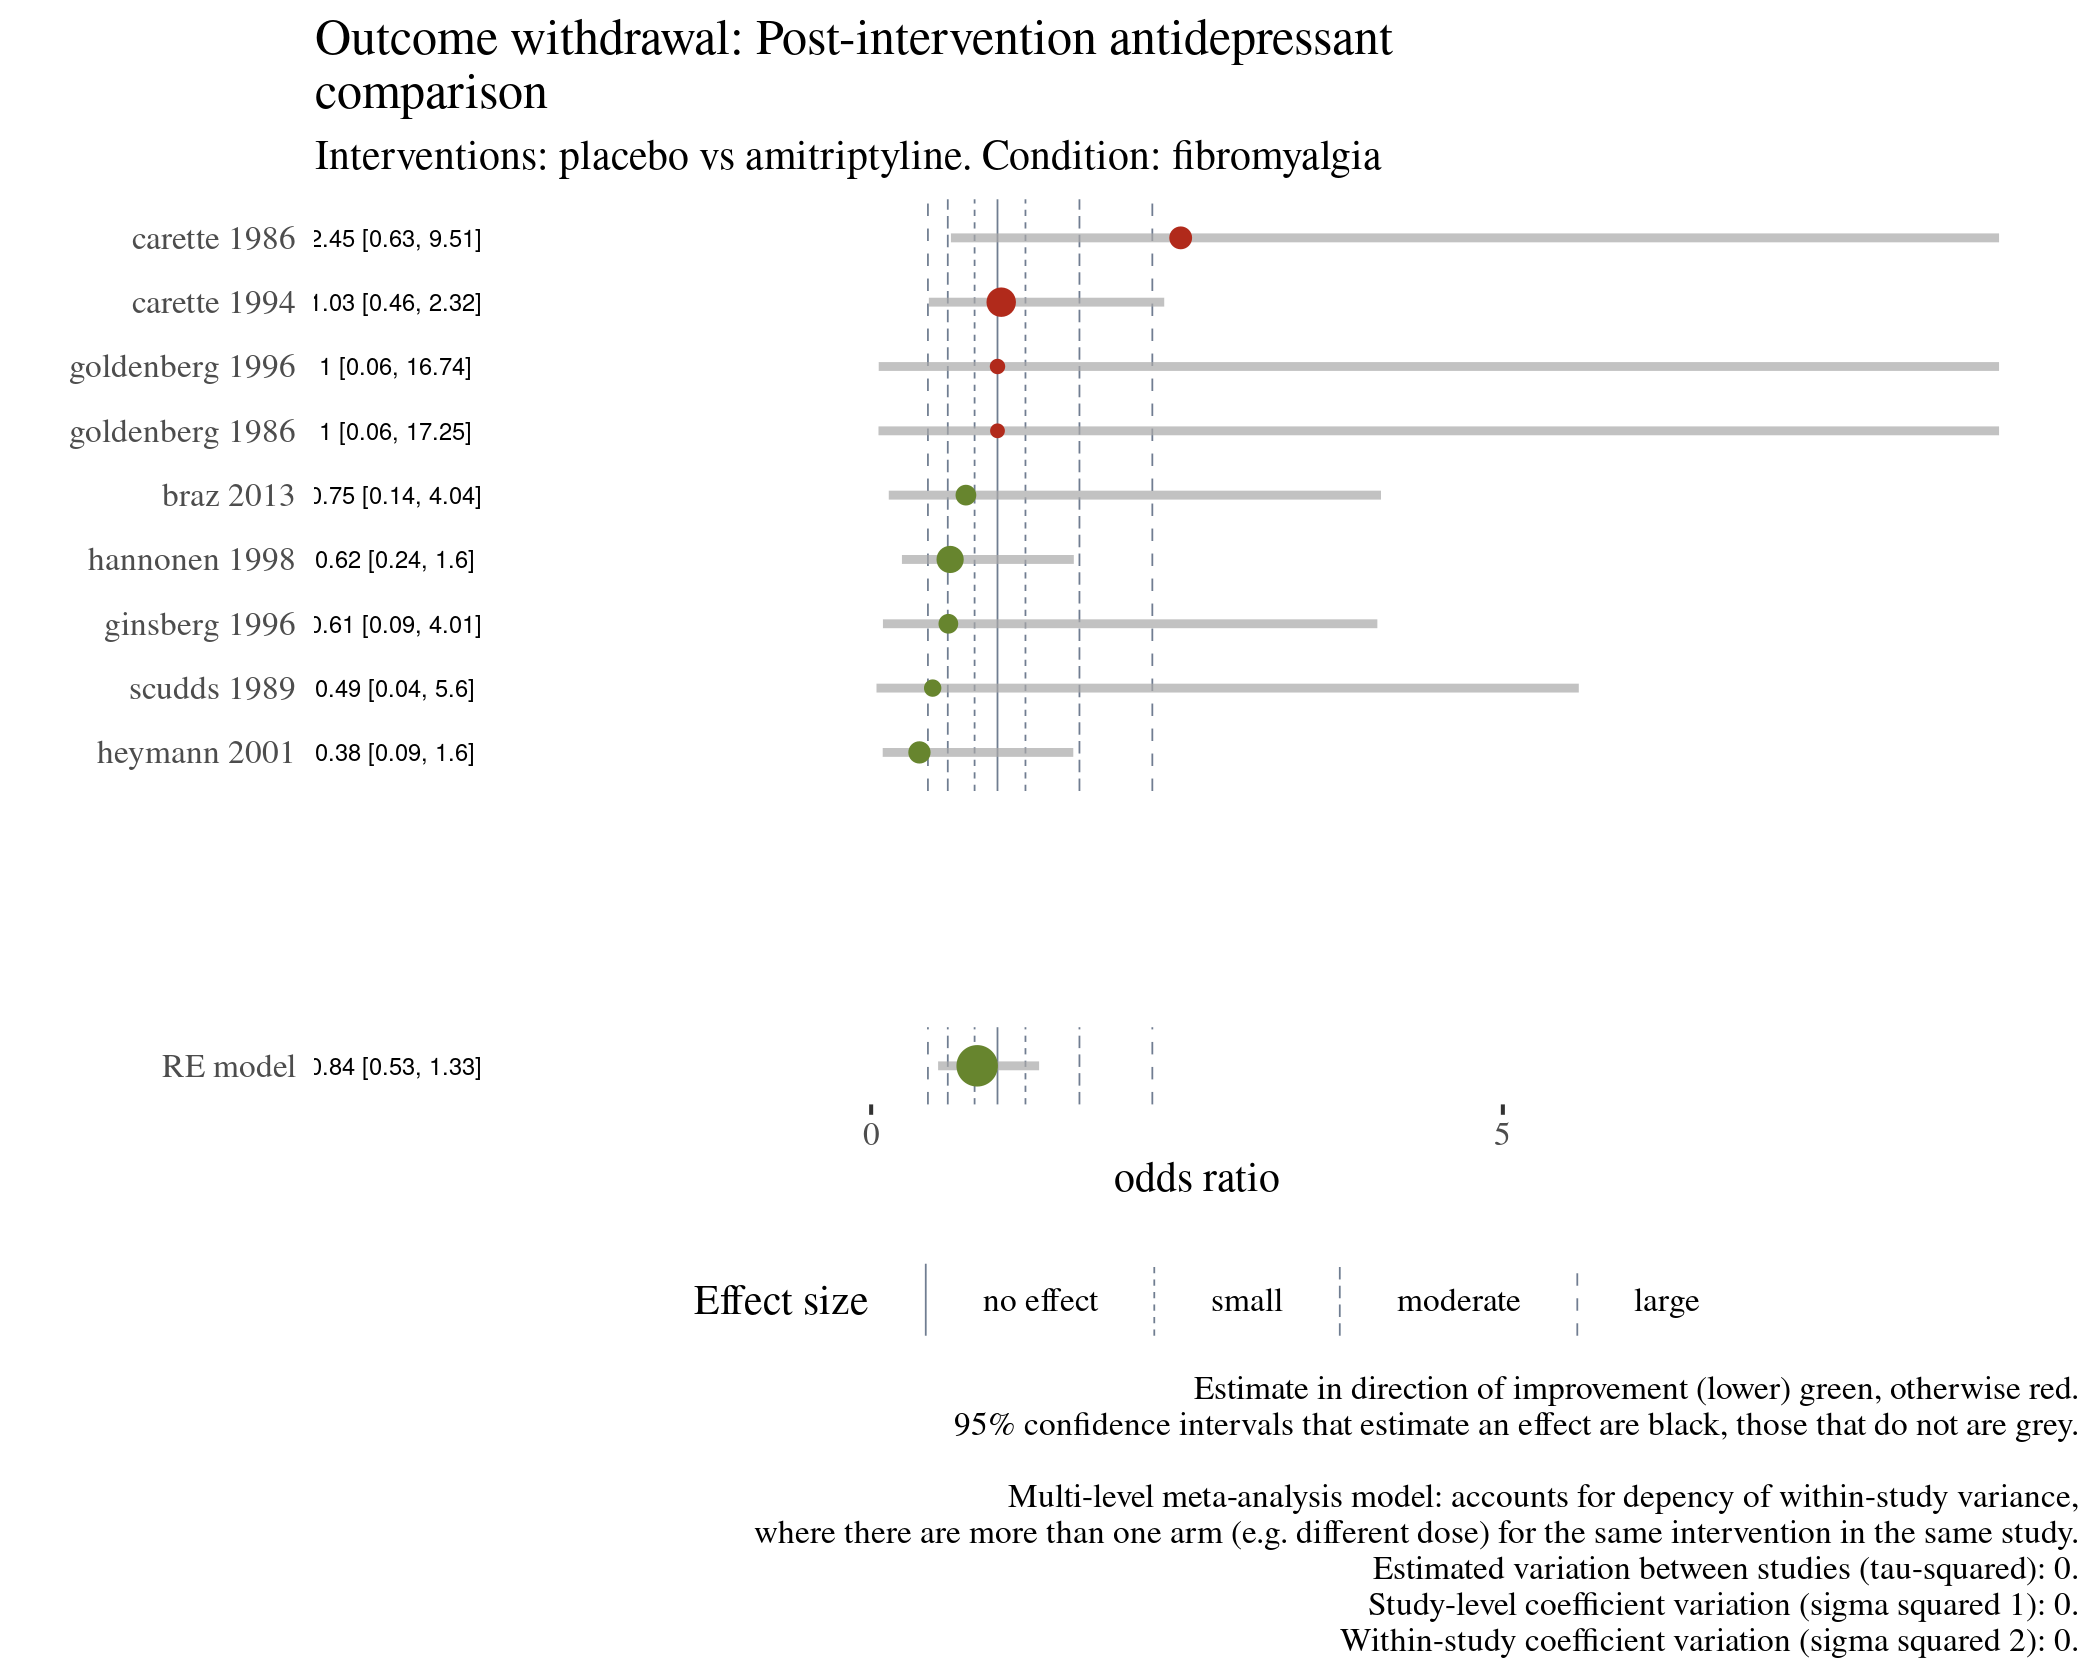 Outcome withdrawal: Post-intervention antidepressant
comparison
Interventions: placebo vs amitriptyline. Condition: fibromyalgia
carette 1986 2.45 [0.63, 9.51]
carette 1994 1.03 [0.46, 2.32]
goldenberg 1996 1 [0.06, 16.74]
goldenberg 1986 1 [0.06, 17.25]
braz 2013 0.75 [0.14, 4.04]
hannonen 1998 0.62 [0.24, 1.6]
ginsberg 1996 0.61 [0.09, 4.01]
scudds 1989 0.49 [0.04, 5.6]
heymann 2001 0.38 [0.09, 1.6]
RE model 0.84 [0.53, 1.33]
0 5
odds ratio
Effect size no effect small moderate large
Estimate in direction of improvement (lower) green, otherwise red.
95% confidence intervals that estimate an effect are black, those that do not are grey.
Multi-level meta-analysis model: accounts for depency of within-study variance,
where there are more than one arm (e.g. different dose) for the same intervention in the same study.
Estimated variation between studies (tau-squared): 0.
Study-level coefficient variation (sigma squared 1): 0.
Within-study coefficient variation (sigma squared 2): 0.